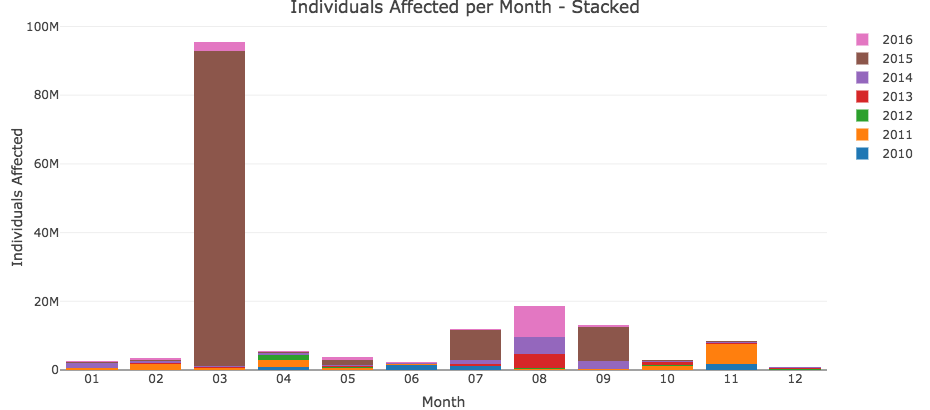 Individuals Affected per Month - Stacked
100M
80M
60M
40M
20M
0
Individuals Affected
01 02 03 04 05 06 07 08 09 10 11 12
Month
2016
2015
2014
2013
2012
2011
2010